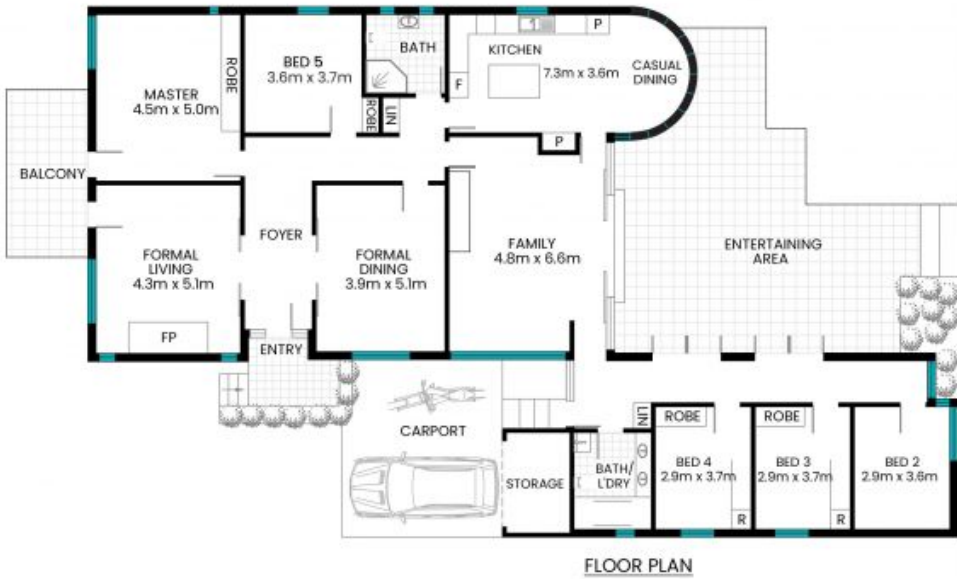 MASTER
4.5m x 5.0m
ROBE
BED 5
3.6m x 3.7m
ROBE
LIN
BATH
KITCHEN
7.3m x 3.6m
P
F
CASUAL
DINING
P
BALCONY
FORMAL
LIVING
4.3m x 5.1m
FP
FOYER
FORMAL
DINING
3.9m x 5.1m
FAMILY
4.8m x 6.6m
ENTERTAINING
AREA
ENTRY
CARPORT
STORAGE
LIN
BATH/
L'DRY
ROBE
BED 4
2.9m x 3.7m
R
ROBE
BED 3
2.9m x 3.7m
R
BED 2
2.9m x 3.6m
FLOOR PLAN